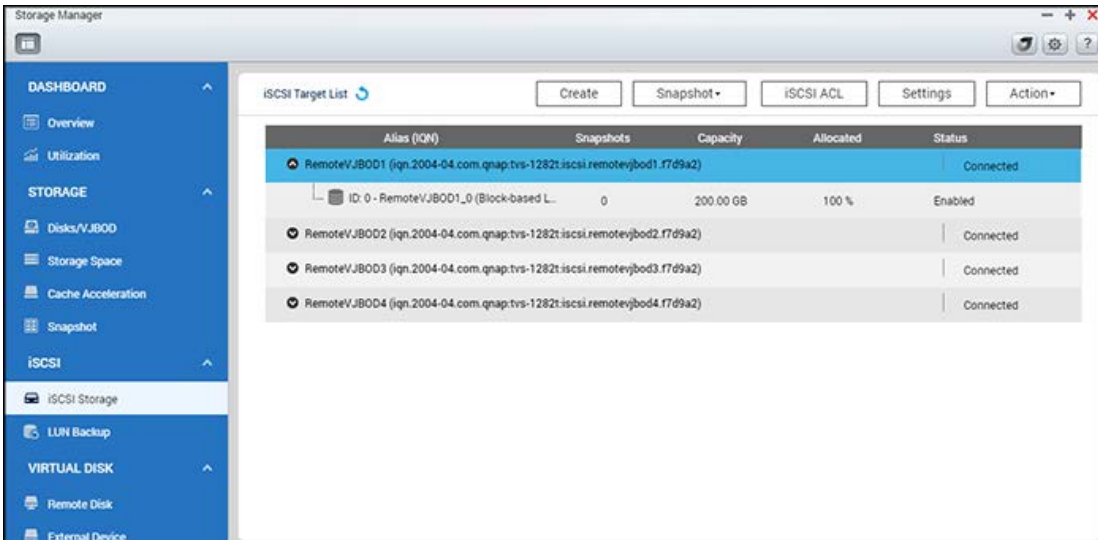 Storage Manager
− + ×
?
DASHBOARD
Overview
Utilization
STORAGE
Disks/VJBOD
Storage Space
Cache Acceleration
Snapshot
iSCSI
iSCSI Storage
LUN Backup
VIRTUAL DISK
Remote Disk
External Device
iSCSI Target List Create Snapshot iSCSI ACL Settings Action
Alias (IQN) Snapshots Capacity Allocated Status
RemoteVJBOD1 (iqn.2004-04.com.qnap:tvs-1282t:iscsi.remotevjbod1.f7d9a2) Connected
ID: 0 - RemoteVJBOD1_0 (Block-based L... 0 200.00 GB 100 % Enabled
RemoteVJBOD2 (iqn.2004-04.com.qnap:tvs-1282t:iscsi.remotevjbod2.f7d9a2) Connected
RemoteVJBOD3 (iqn.2004-04.com.qnap:tvs-1282t:iscsi.remotevjbod3.f7d9a2) Connected
RemoteVJBOD4 (iqn.2004-04.com.qnap:tvs-1282t:iscsi.remotevjbod4.f7d9a2) Connected